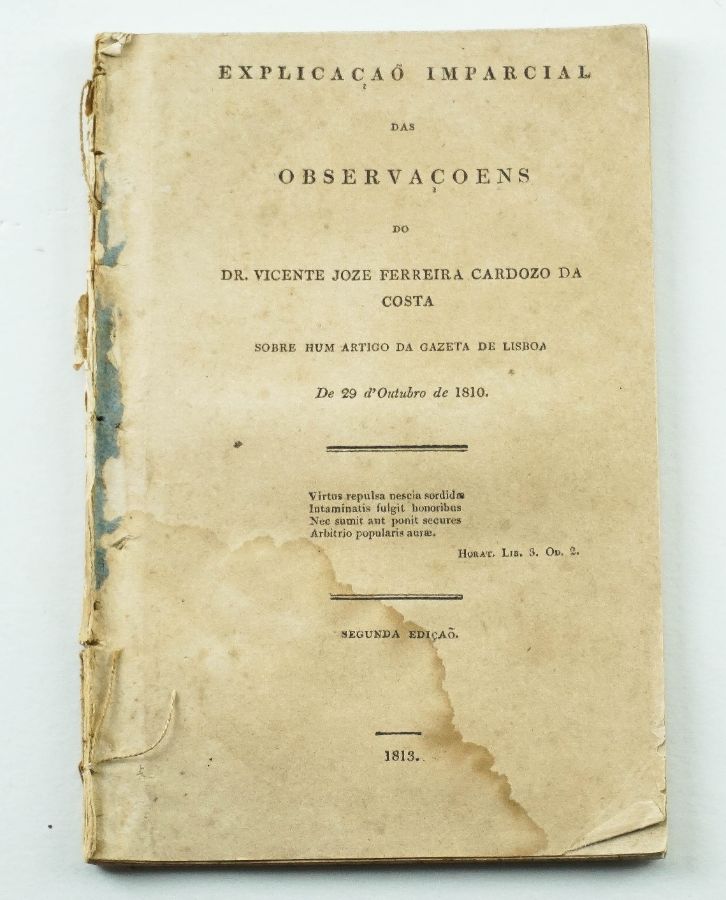 EXPLICAÇAÕ IMPARCIAL
DAS
OBSERVAÇOENS
DO
DR. VICENTE JOZE FERREIRA CARDOZO DA
COSTA
SOBRE HUM ARTIGO DA GAZETA DE LISBOA
De 29 d'Outubro de 1810.
Virtus repulsa nescia sordidæ
Intaminatis fulgit honoribus
Nec sumit aut ponit secures
Arbitrio popularis auræ.
HORAT. LIB. 3. OD. 2.
SEGUNDA EDIÇAÕ.
1813.